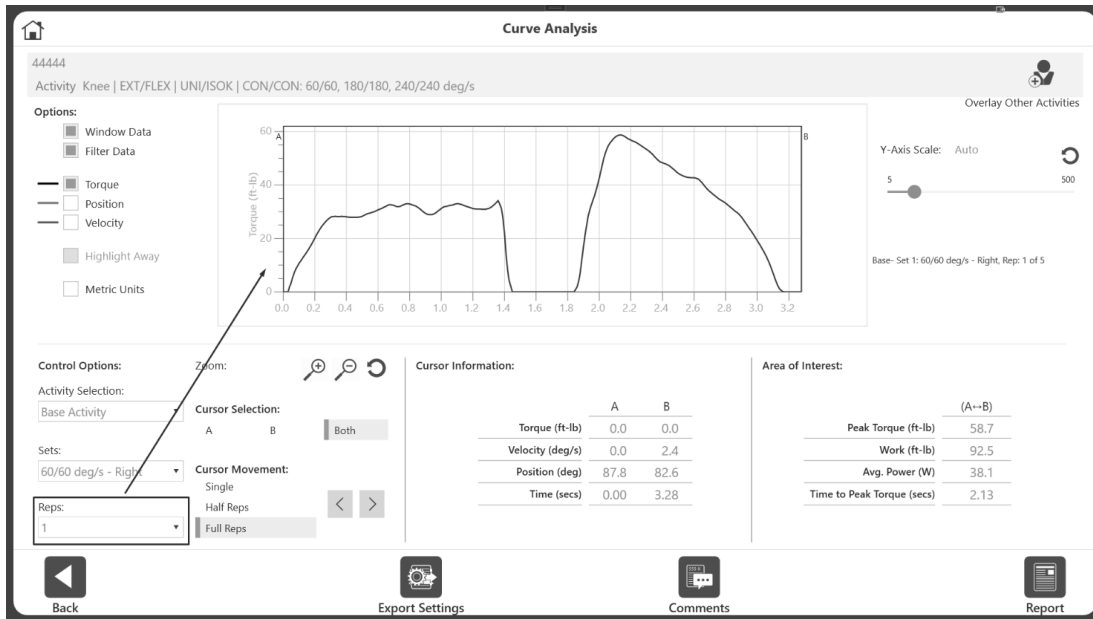 Curve Analysis
44444
Activity Knee | EXT/FLEX | UNI/ISOK | CON/CON: 60/60, 180/180, 240/240 deg/s
Overlay Other Activities
Options:
Window Data
Filter Data
Torque
Position
Velocity
Highlight Away
Metric Units
Torque (ft-lb)
60
40
20
0
A
B
0.0 0.2 0.4 0.6 0.8 1.0 1.2 1.4 1.6 1.8 2.0 2.2 2.4 2.6 2.8 3.0 3.2
Y-Axis Scale: Auto
5 500
Base- Set 1: 60/60 deg/s - Right, Rep: 1 of 5
Control Options:
Activity Selection:
Base Activity
Sets:
60/60 deg/s - Right
Reps:
1
Zoom:
Cursor Selection:
A B Both
Cursor Movement:
Single
Half Reps
Full Reps
< >
Cursor Information:
A B
Torque (ft-lb) 0.0 0.0
Velocity (deg/s) 0.0 2.4
Position (deg) 87.8 82.6
Time (secs) 0.00 3.28
Area of Interest:
(A↔B)
Peak Torque (ft-lb) 58.7
Work (ft-lb) 92.5
Avg. Power (W) 38.1
Time to Peak Torque (secs) 2.13
Back
Export Settings
Comments
Report